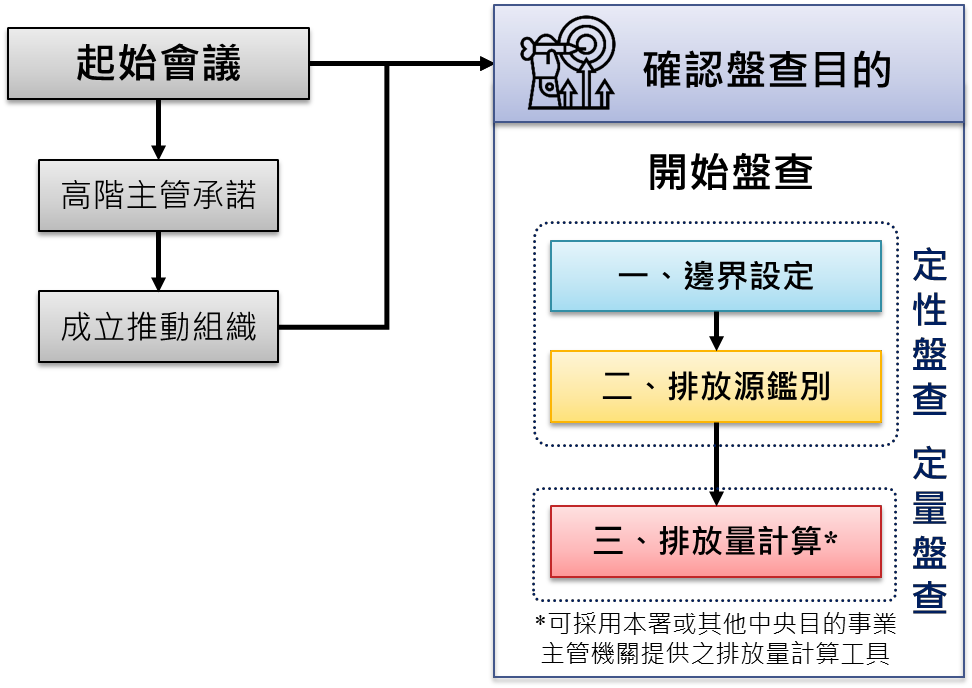 起始會議
高階主管承諾
成立推動組織
確認盤查目的
開始盤查
一、邊界設定
二、排放源鑑別
定性盤查
三、排放量計算*
定量盤查
*可採用本署或其他中央目的事業
主管機關提供之排放量計算工具